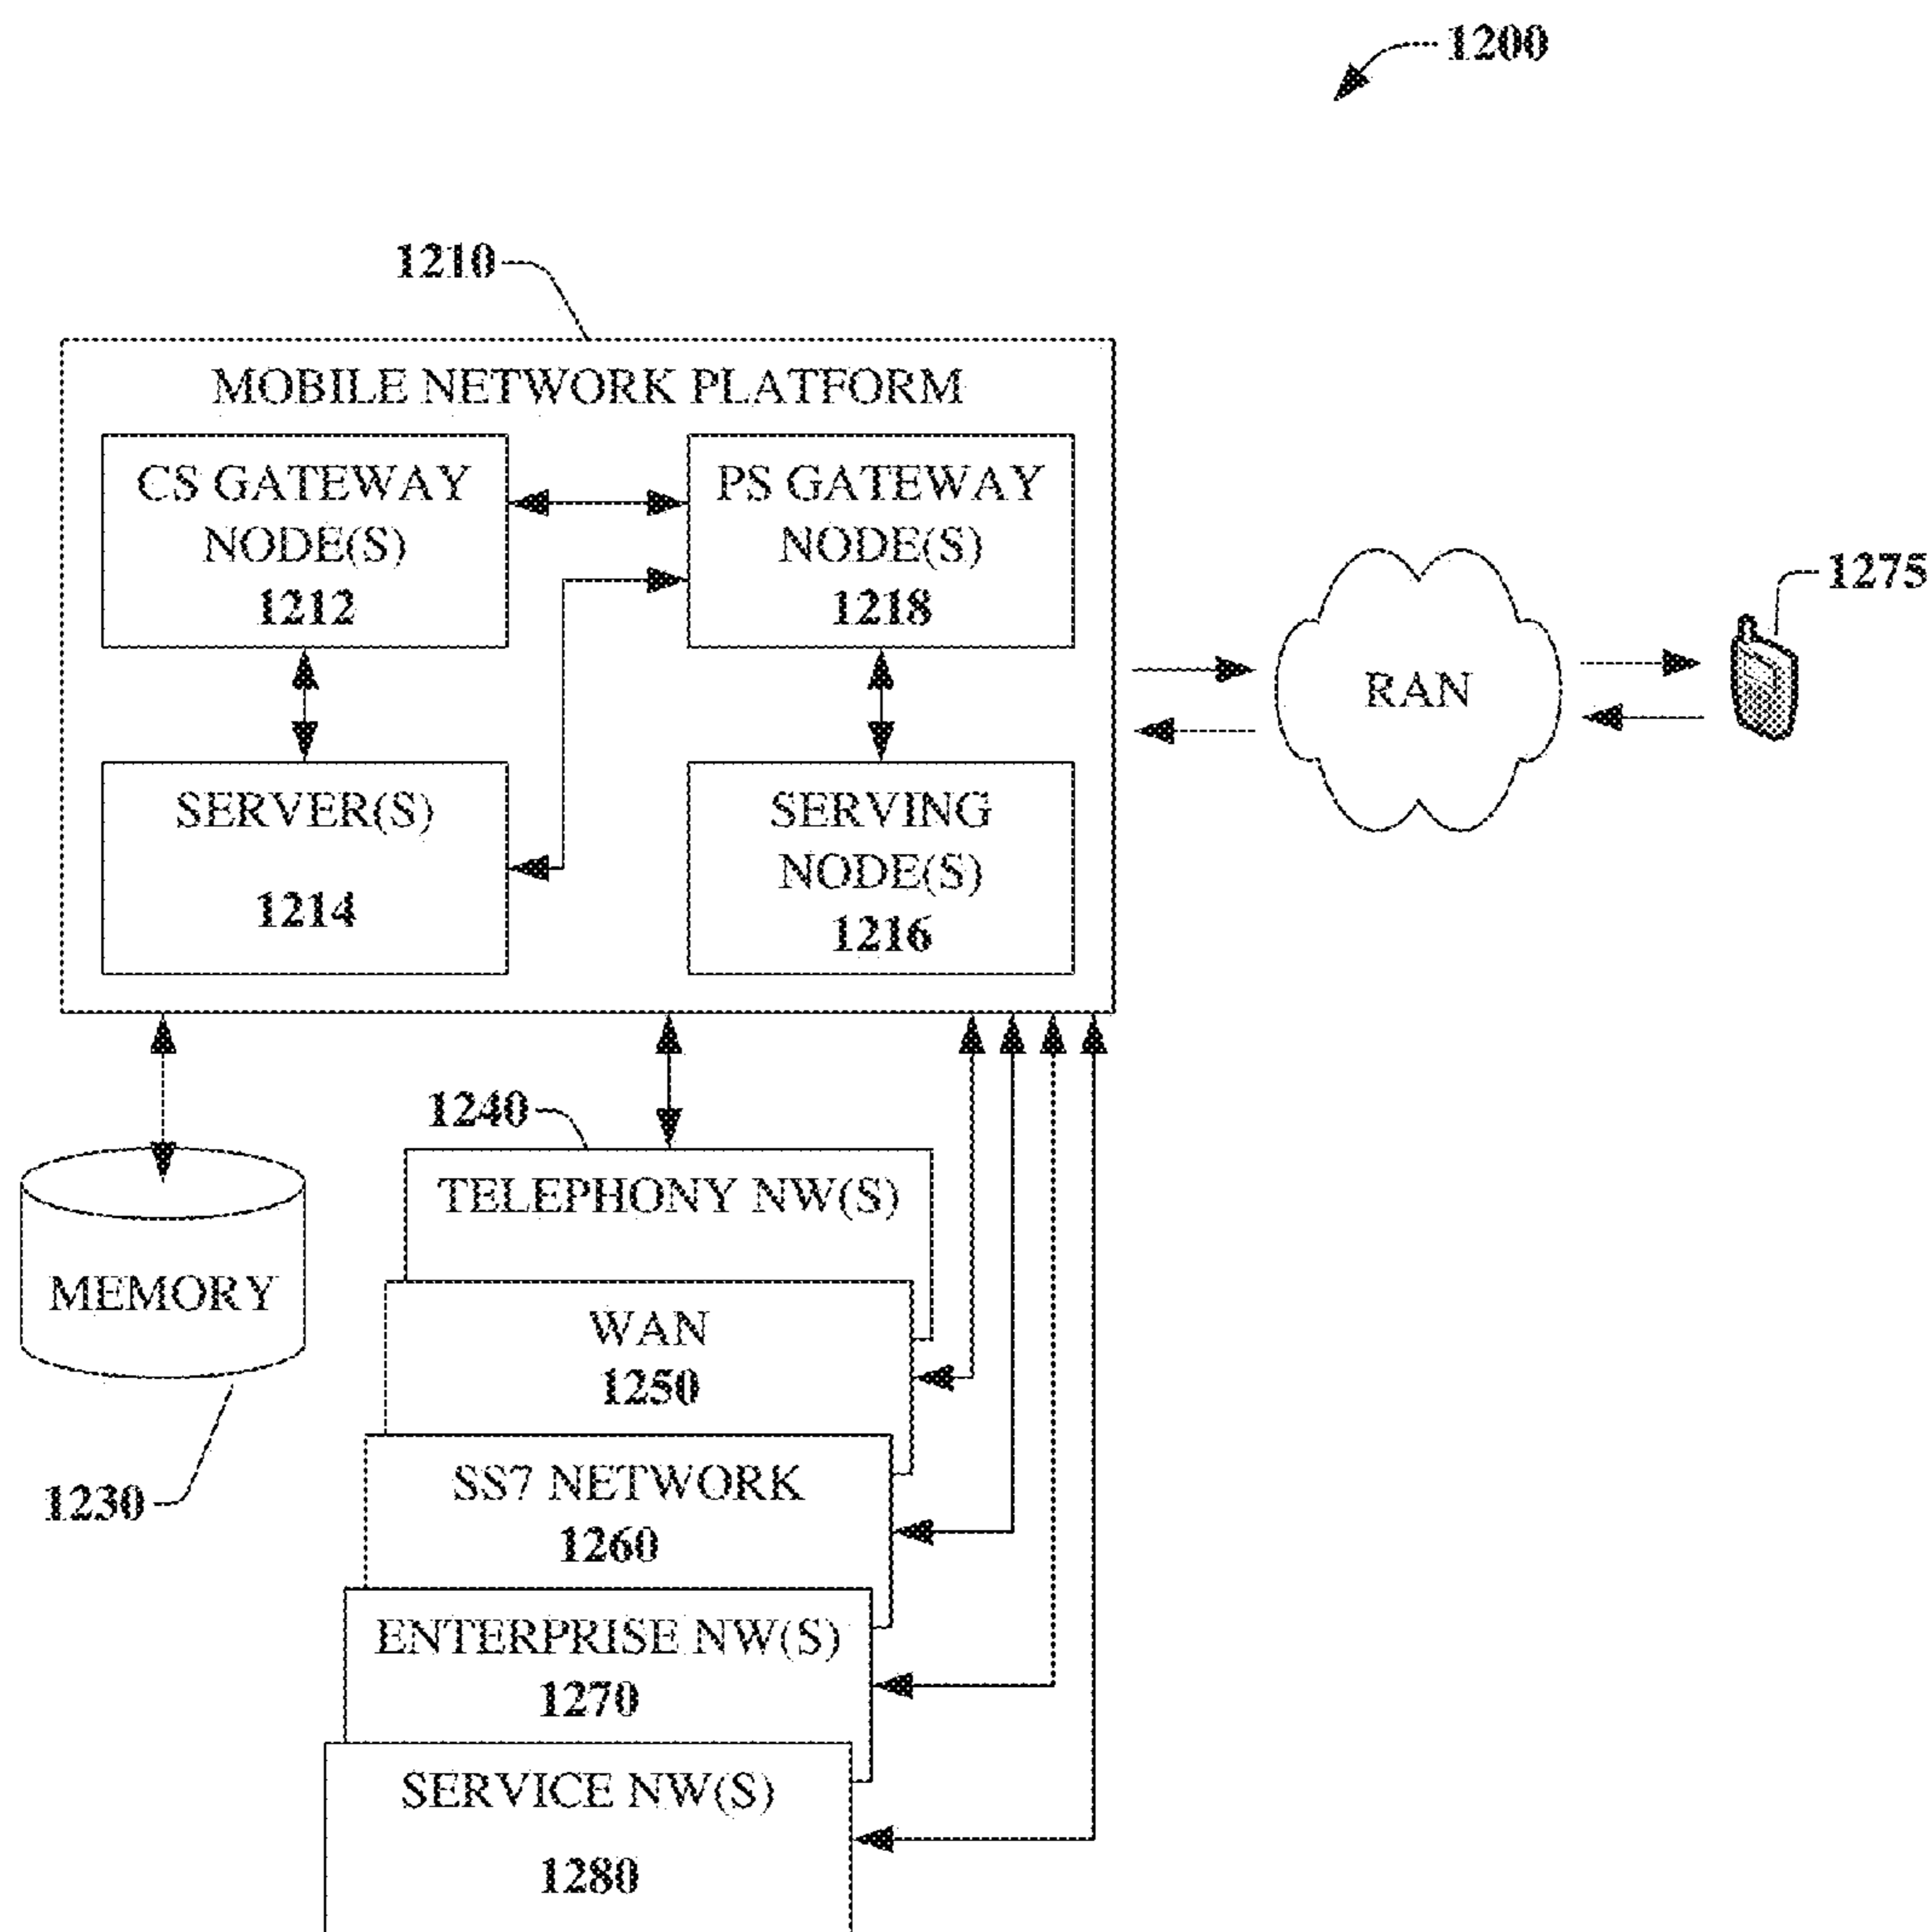 1200
1210
MOBILE NETWORK PLATFORM
CS GATEWAY
NODE(S)
1212
PS GATEWAY
NODE(S)
1218
SERVER(S)
1214
SERVING
NODE(S)
1216
RAN
1275
1240
TELEPHONY NW(S)
MEMORY
1230
WAN
1250
SS7 NETWORK
1260
ENTERPRISE NW(S)
1270
SERVICE NW(S)
1280